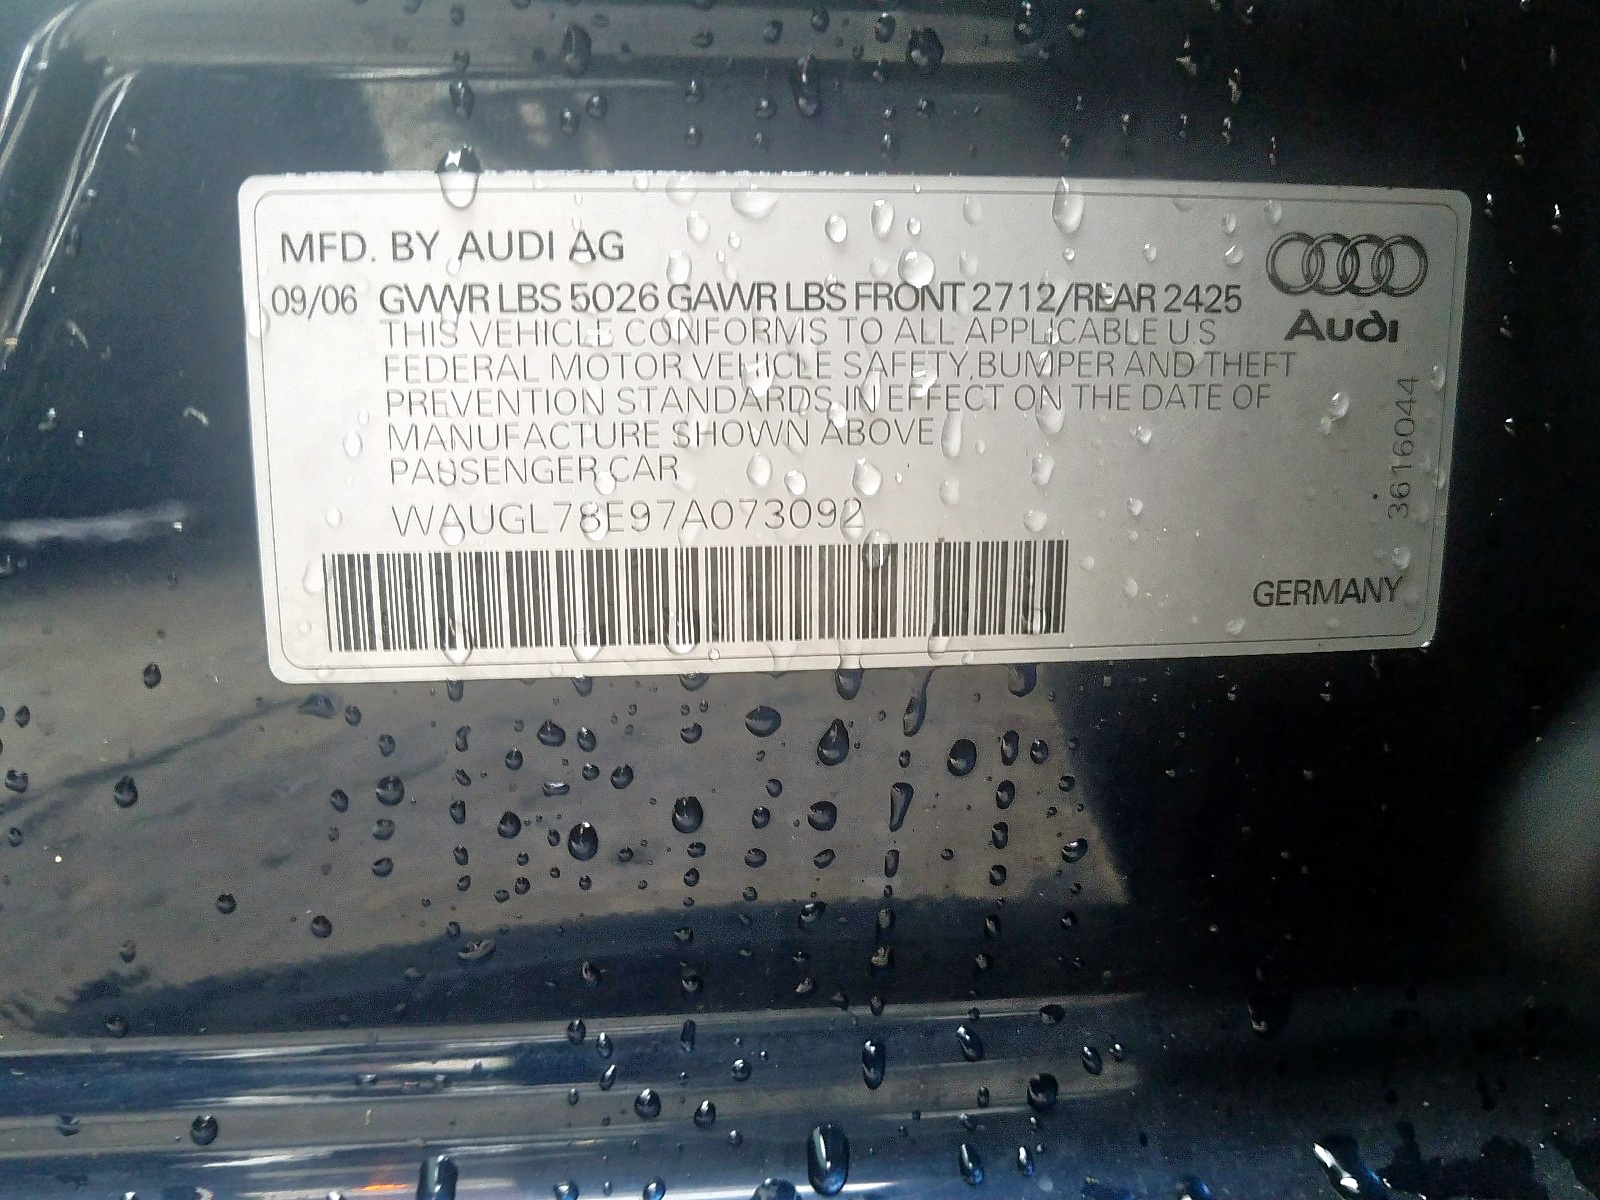 MFD. BY AUDI AG
09/06 GVWR LBS 5026 GAWR LBS FRONT 2712/REAR 2425
THIS VEHICLE CONFORMS TO ALL APPLICABLE U.S
FEDERAL MOTOR VEHICLE SAFETY, BUMPER AND THEFT
PREVENTION STANDARDS IN EFFECT ON THE DATE OF
MANUFACTURE SHOWN ABOVE
PASSENGER CAR
WAUGL78E97A073092
Audi
3616044
GERMANY